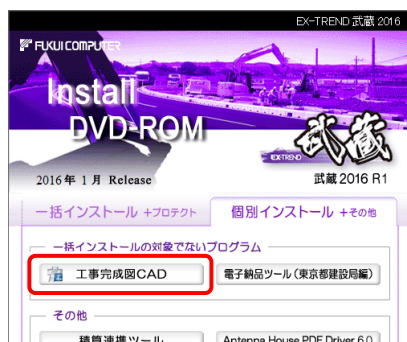 EX-TREND 武蔵 2016
FUKUI COMPUTER
Install
DVD-ROM
武蔵
EX-TREND
2016年 1月 Release
武蔵 2016 R1
一括インストール +プロテクト
個別インストール +その他
一括インストールの対象でないプログラム
工事完成図CAD
電子納品ツール(東京都建設局編)
その他
積算連携ツール
Antenna House PDF Driver 6.0